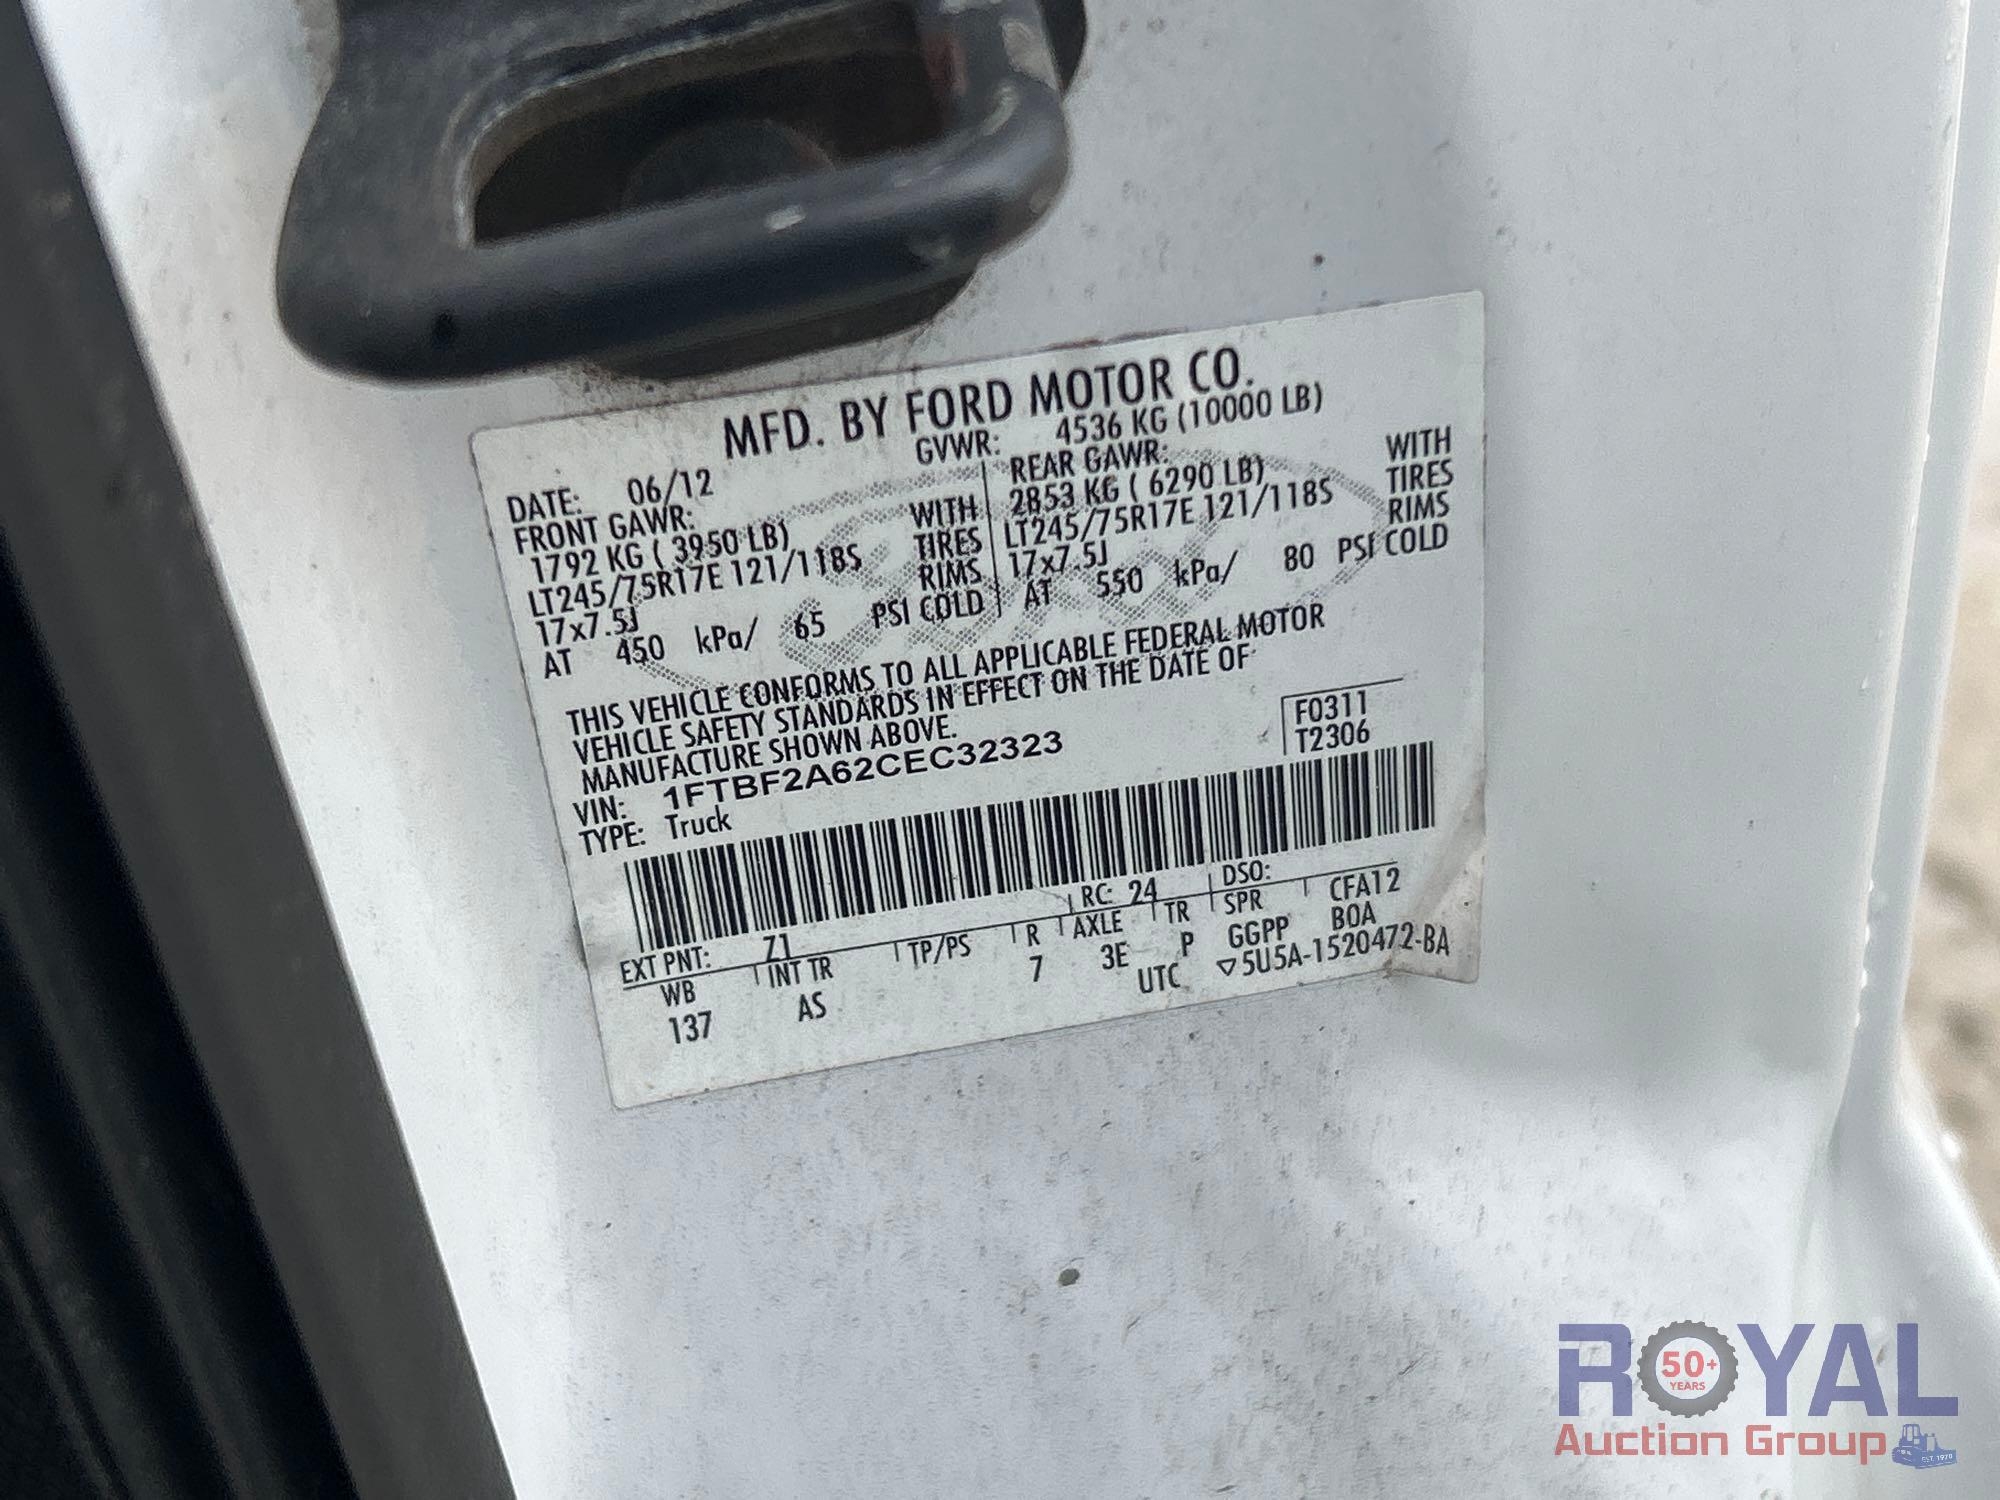 MFD. BY FORD MOTOR CO.
DATE: 06/12 GVWR: 4536 KG (10000 LB)
FRONT GAWR: REAR GAWR:
1792 KG ( 3950 LB) WITH 2853 KG ( 6290 LB) WITH
LT245/75R17E 121/118S TIRES LT245/75R17E 121/118S TIRES
17x7.5J RIMS 17x7.5J RIMS
AT 450 kPa/ 65 PSI COLD AT 550 kPa/ 80 PSI COLD
THIS VEHICLE CONFORMS TO ALL APPLICABLE FEDERAL MOTOR
VEHICLE SAFETY STANDARDS IN EFFECT ON THE DATE OF
MANUFACTURE SHOWN ABOVE.
F0311
VIN: 1FTBF2A62CEC32323 T2306
TYPE: Truck
EXT PNT: Z1 RC: 24 DSO:
WB INT TR TP/PS R AXLE TR SPR CFA12
137 AS 7 3E P GGPP BOA
UTC ▽5U5A-1520472-BA
ROYAL
50+
YEARS
Auction Group
EST. 1970